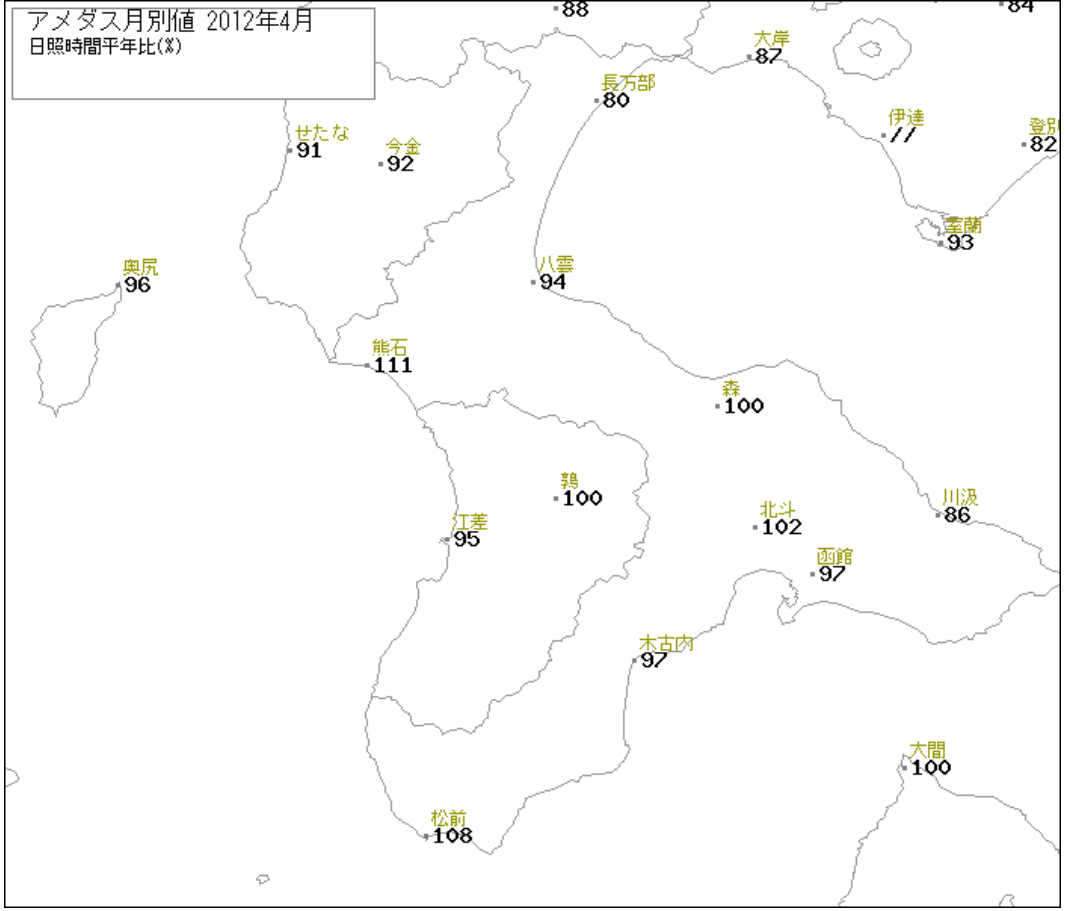 アメダス月別値 2012年4月
日照時間平年比(%)
88
84
大岸
87
長万部
80
伊達
//
登別
82
せたな
91
今金
92
室蘭
93
奥尻
96
八雲
94
熊石
111
森
100
鶉
100
川汲
86
江差
95
北斗
102
函館
97
木古内
97
大間
100
松前
108